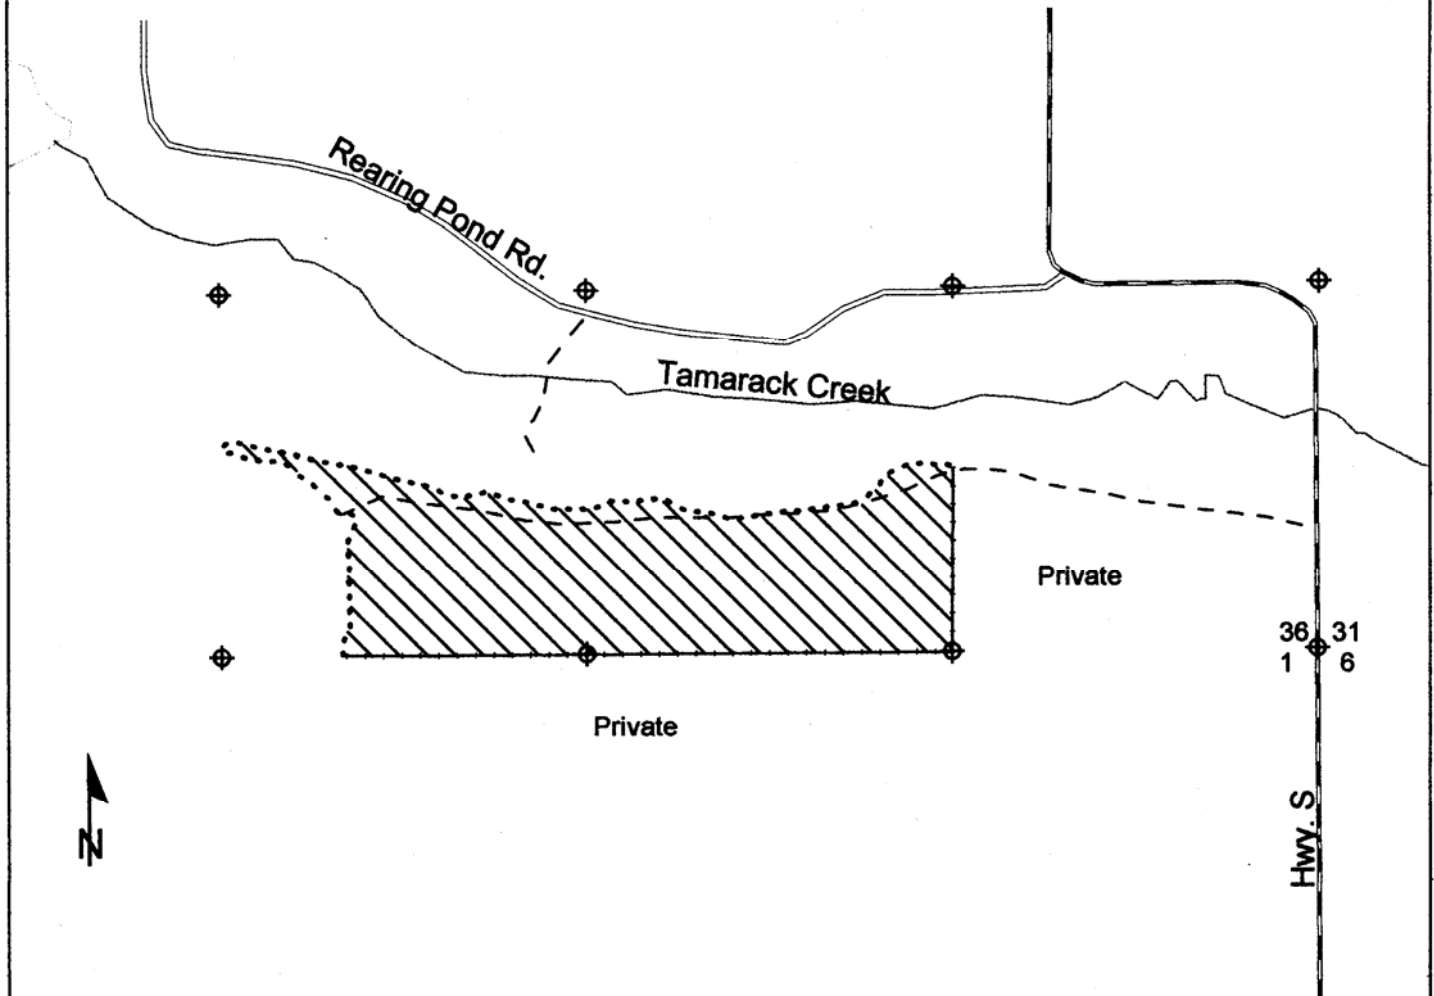 Rearing Pond Rd.
Tamarack Creek
Private
36 31
1 6
Private
Hwy. S
N